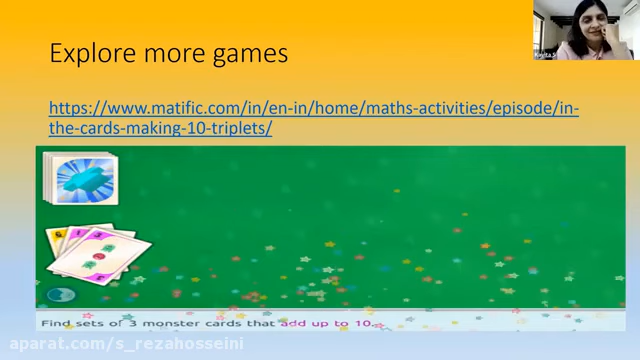 Explore more games
https://www.matific.com/in/en-in/home/maths-activities/episode/in-
the-cards-making-10-triplets/
Find sets of 3 monster cards that add up to 10.
aparat.com/s_rezahosseini